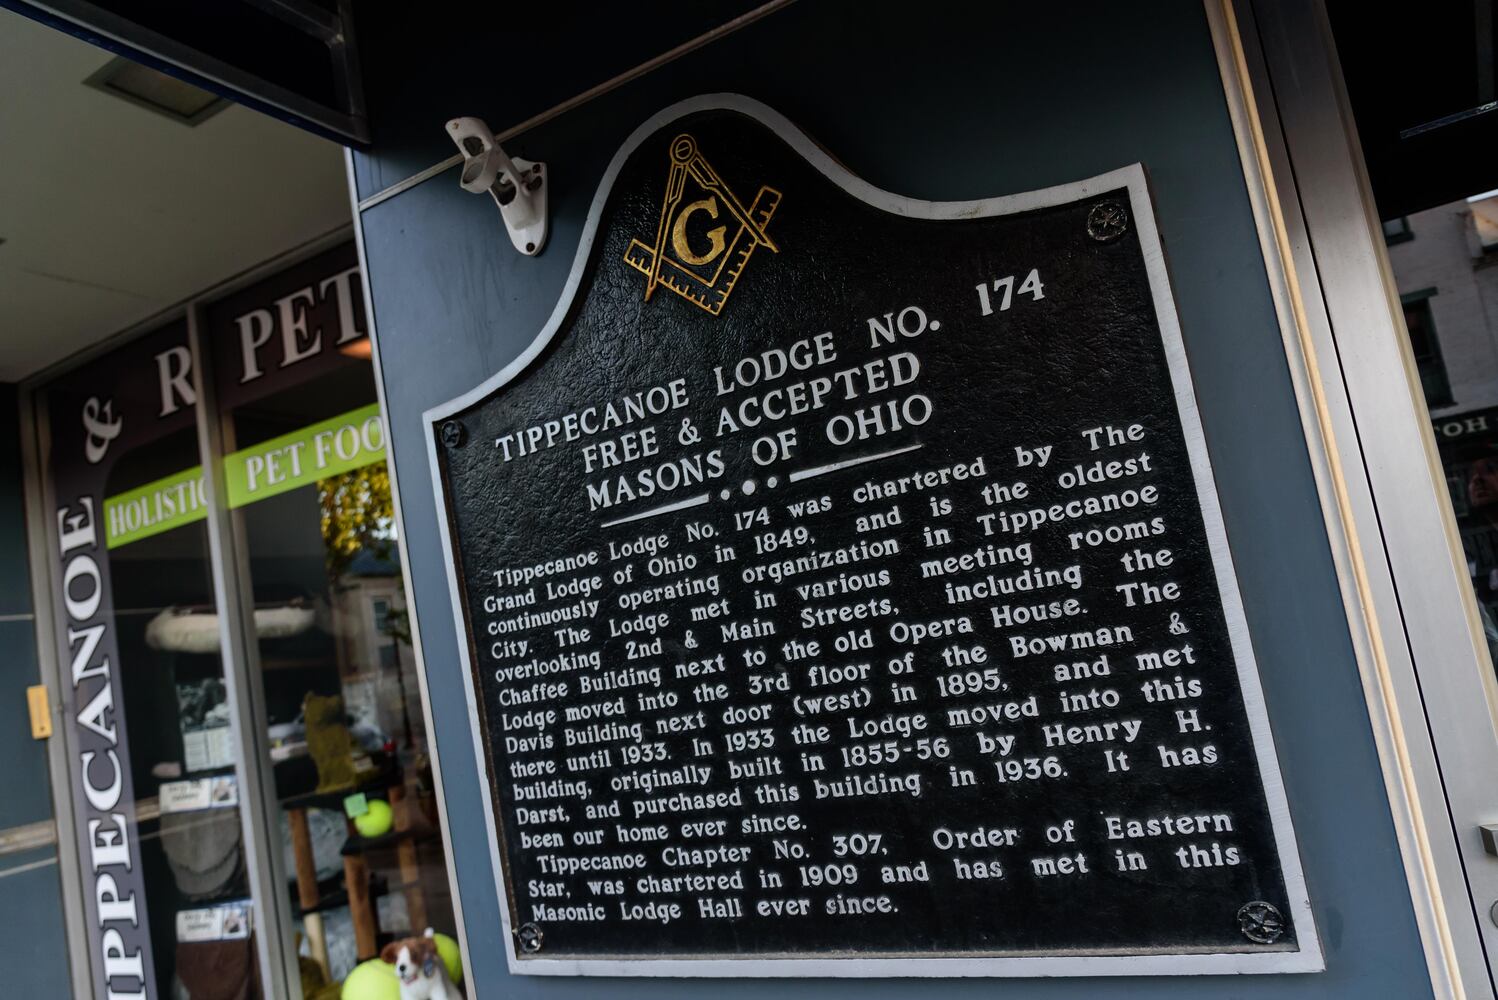 G
TIPPECANOE LODGE NO. 174
FREE & ACCEPTED
MASONS OF OHIO
Tippecanoe Lodge No. 174 was chartered by The
Grand Lodge of Ohio in 1849, and is the oldest
continuously operating organization in Tippecanoe
City. The Lodge met in various meeting rooms
overlooking 2nd & Main Streets, including the
Chaffee Building next to the old Opera House. The
Lodge moved into the 3rd floor of the Bowman &
Davis Building next door (west) in 1895, and met
there until 1933. In 1933 the Lodge moved into this
building, originally built in 1855-56 by Henry H.
Darst, and purchased this building in 1936. It has
been our home ever since.
Tippecanoe Chapter No. 307, Order of Eastern
Star, was chartered in 1909 and has met in this
Masonic Lodge Hall ever since.
& R
PET
HOLISTIC PET FOO
IPPECANOE